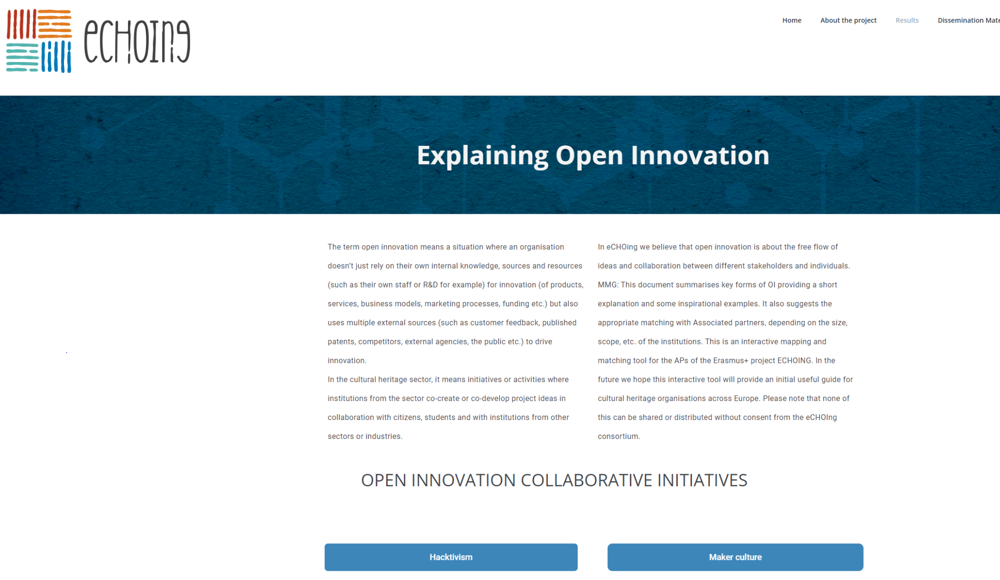 eCHOIng
Home
About the project
Results
Dissemination Mate
Explaining Open Innovation
The term open innovation means a situation where an organisation
doesn’t just rely on their own internal knowledge, sources and resources
(such as their own staff or R&D for example) for innovation (of products,
services, business models, marketing processes, funding etc.) but also
uses multiple external sources (such as customer feedback, published
patents, competitors, external agencies, the public etc.) to drive
innovation.
In the cultural heritage sector, it means initiatives or activities where
institutions from the sector co-create or co-develop project ideas in
collaboration with citizens, students and with institutions from other
sectors or industries.
In eCHOing we believe that open innovation is about the free flow of
ideas and collaboration between different stakeholders and individuals.
MMG: This document summarises key forms of OI providing a short
explanation and some inspirational examples. It also suggests the
appropriate matching with Associated partners, depending on the size,
scope, etc. of the institutions. This is an interactive mapping and
matching tool for the APs of the Erasmus+ project ECHOING. In the
future we hope this interactive tool will provide an initial useful guide for
cultural heritage organisations across Europe. Please note that none of
this can be shared or distributed without consent from the eCHOIng
consortium.
OPEN INNOVATION COLLABORATIVE INITIATIVES
Hacktivism
Maker culture